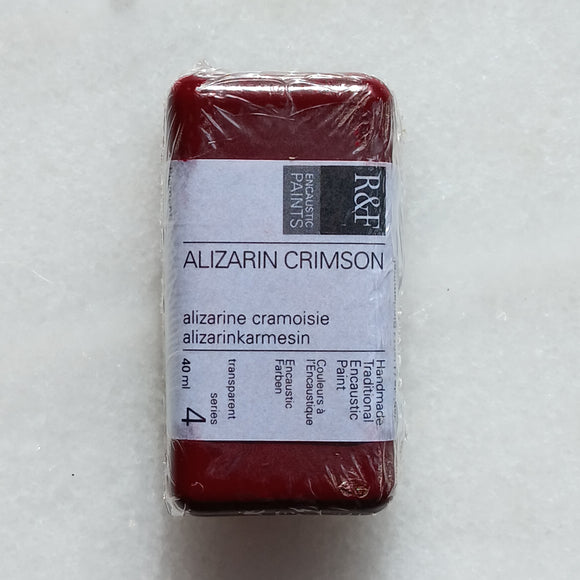 R&F
ENCAUSTIC
PAINTS
ALIZARIN CRIMSON
alizarine cramoisie
alizarinkarmesin
Handmade
Traditional
Encaustic
Paint
Couleurs à
l'Encaustique
Encaustic
Farben
transparent
series 4
40 ml